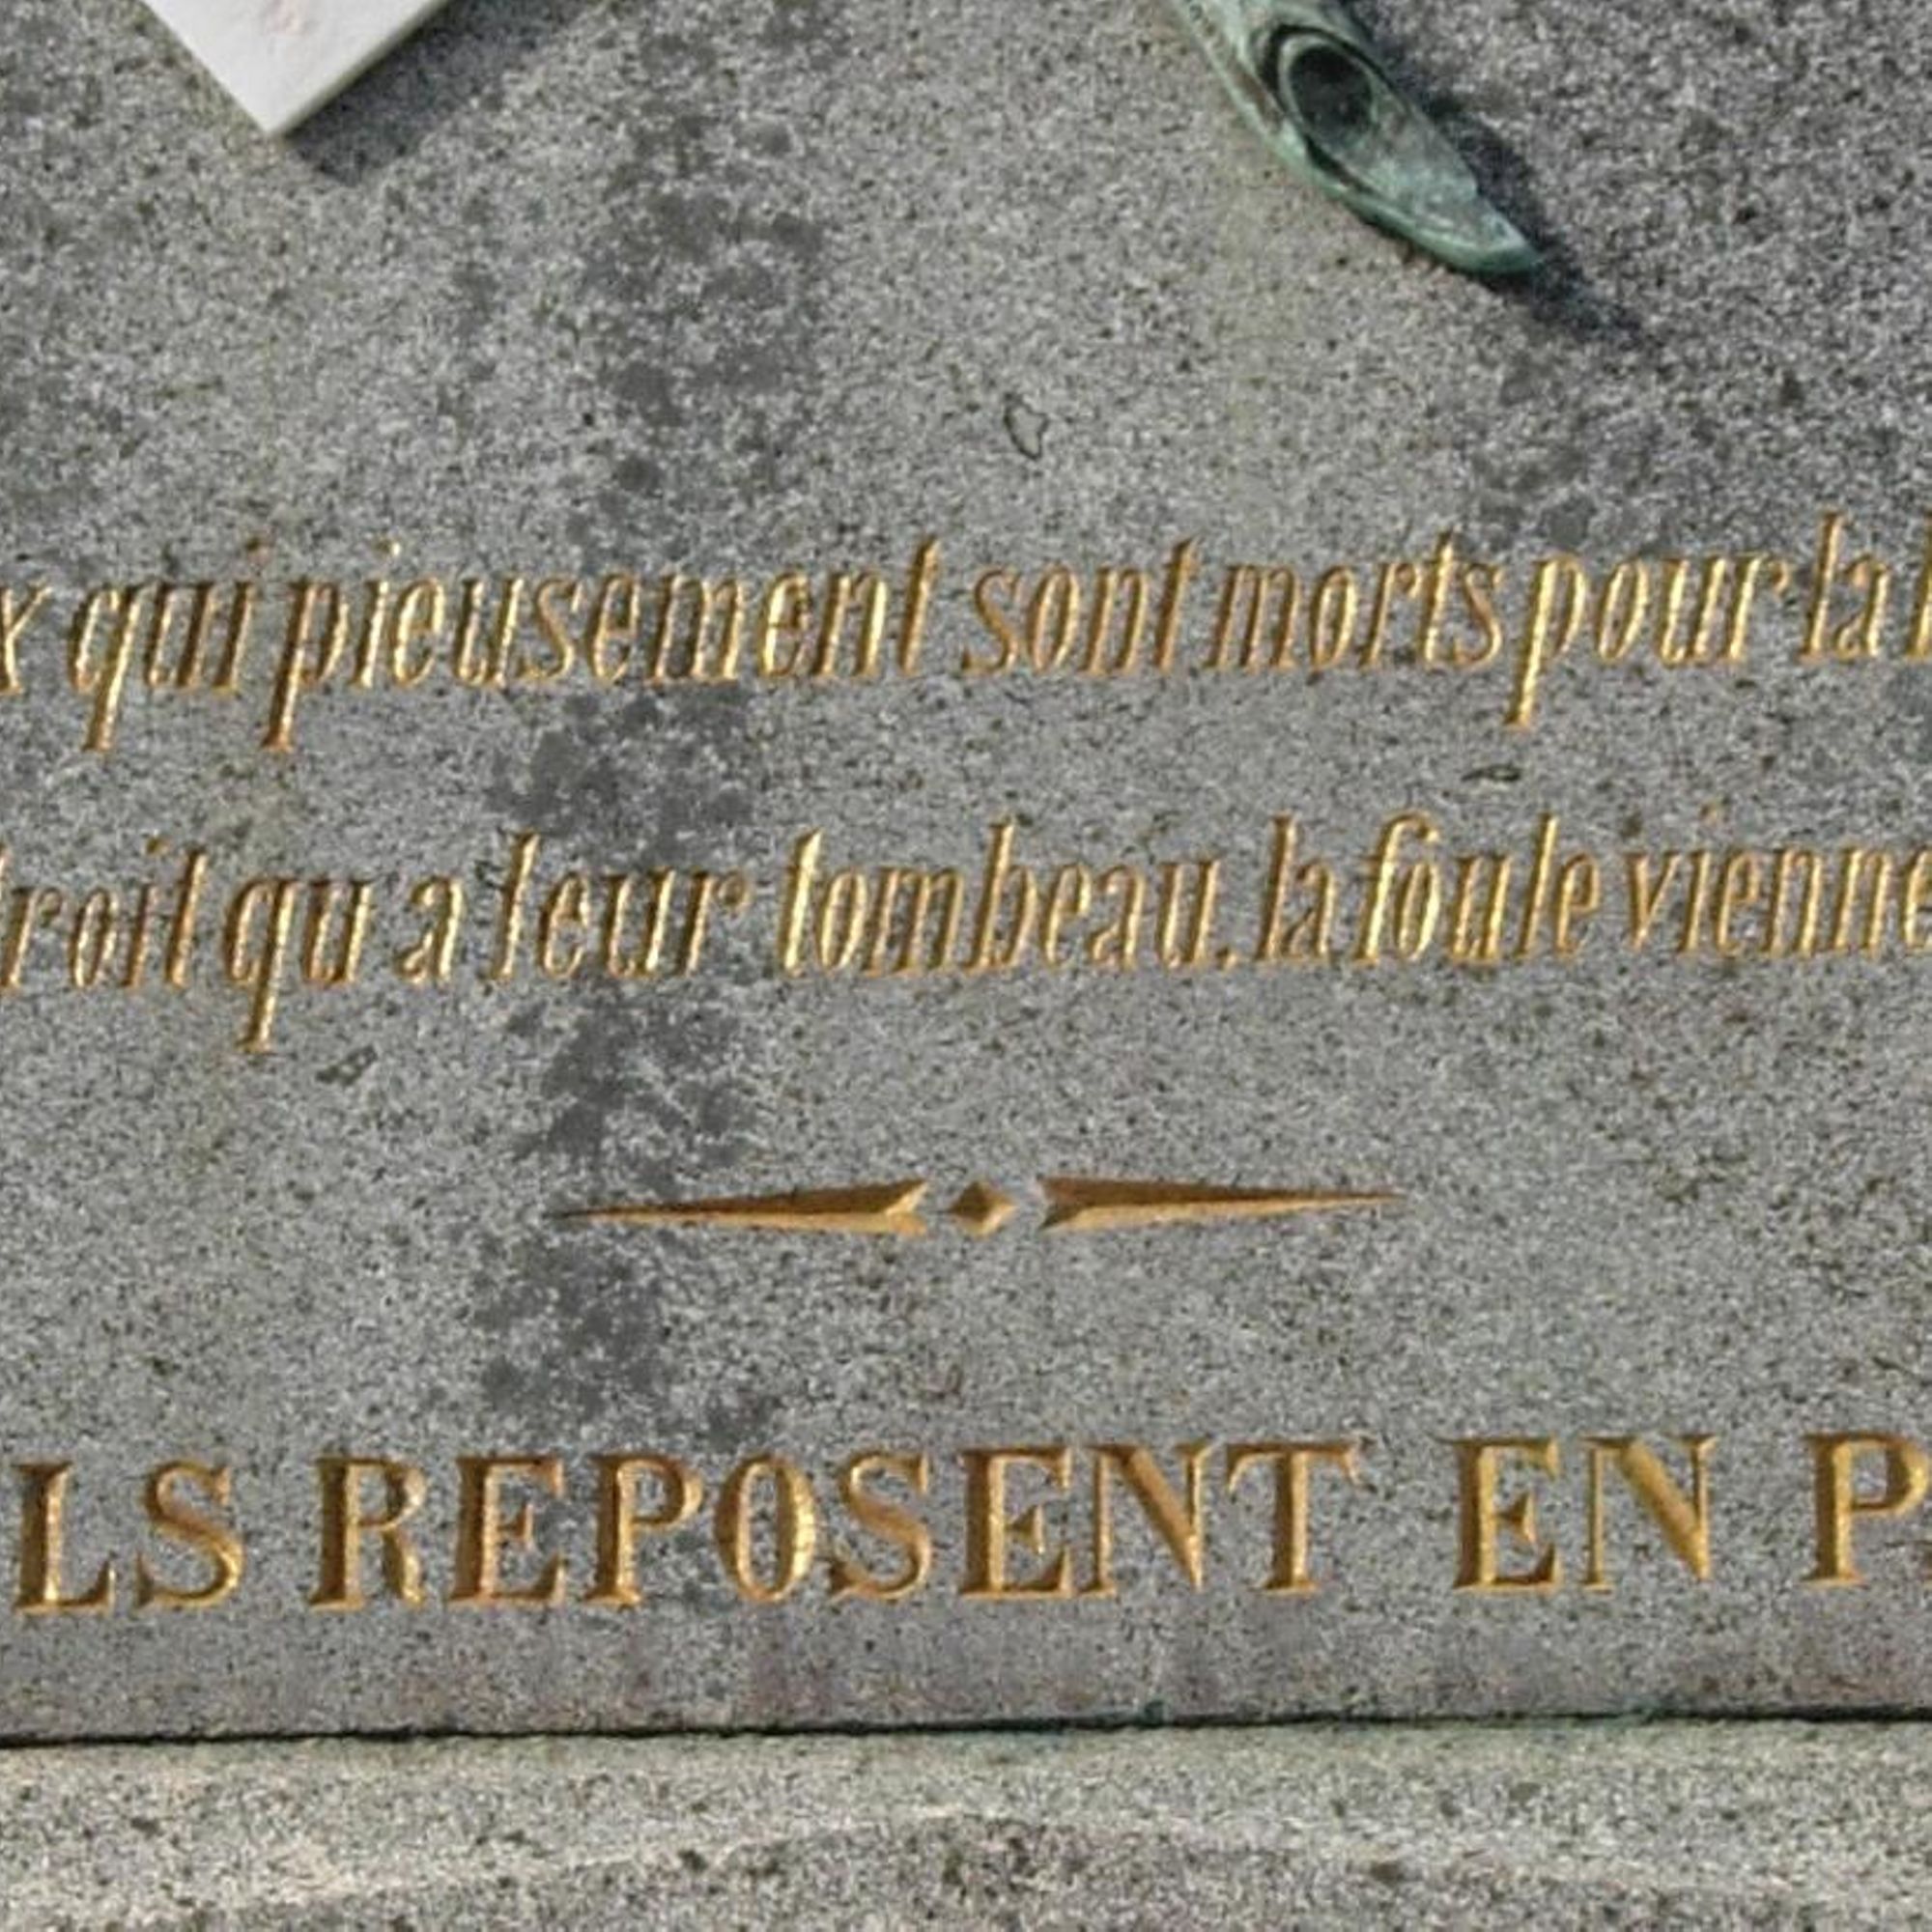 x qui pieusement sont morts pour la
roit qu a leur tombeau. la foule vienne
LS REPOSENT EN P